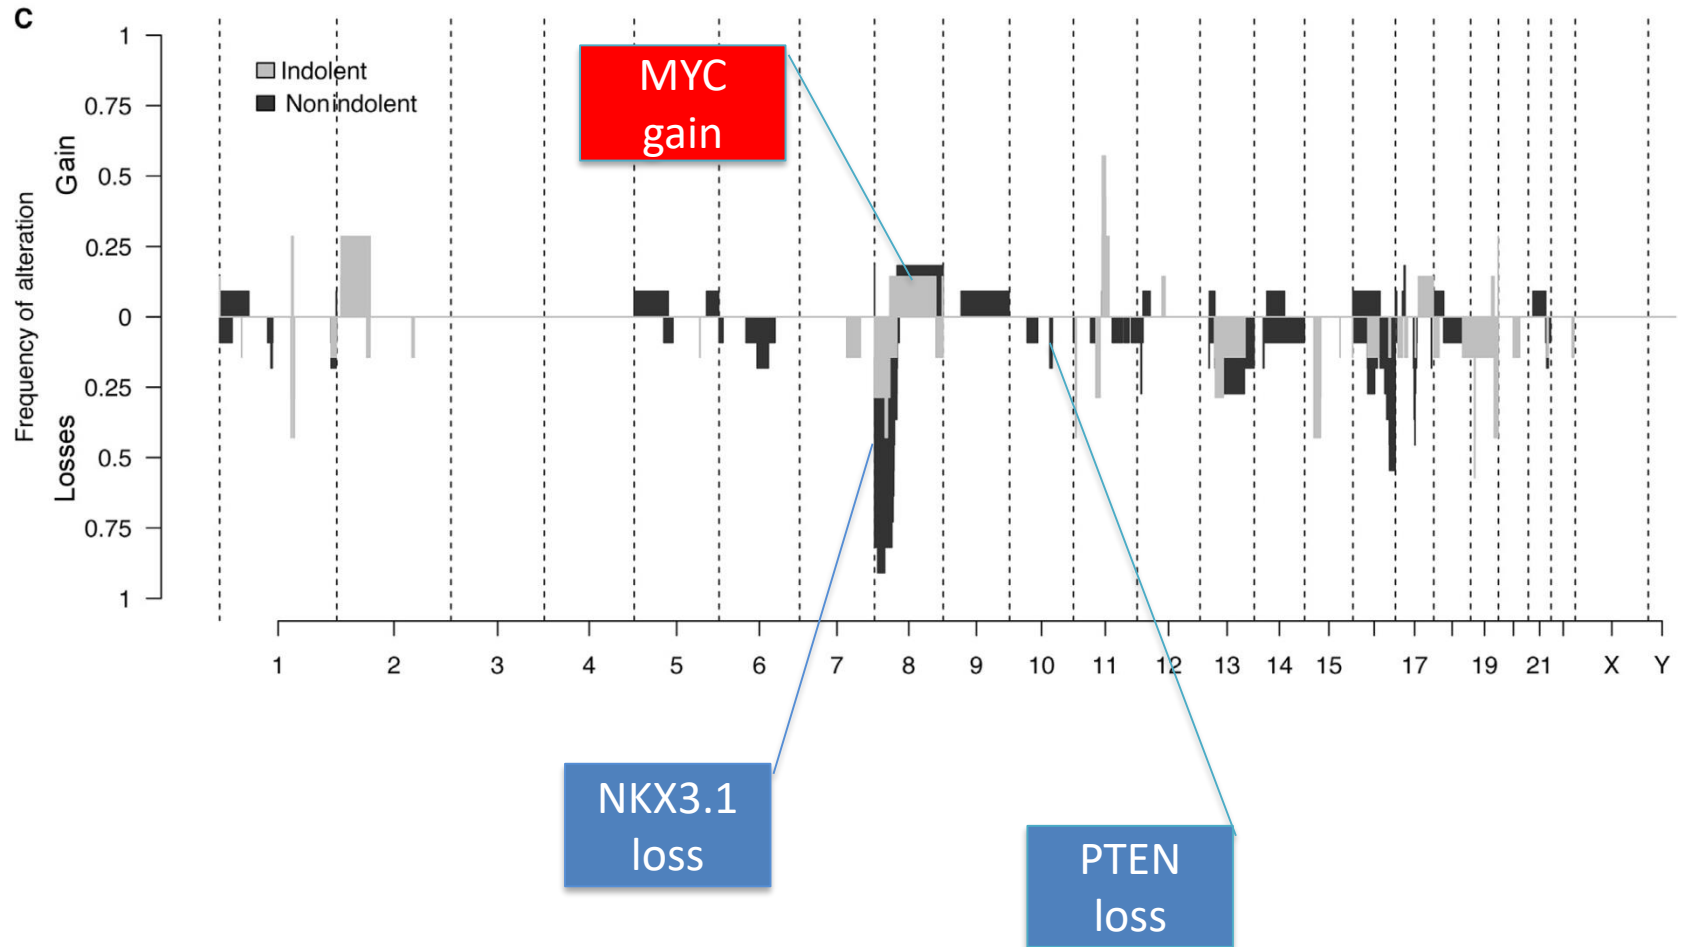 C
Frequency of alteration
Gain
Losses
1
0.75
0.5
0.25
0
0.25
0.5
0.75
1
Indolent
Nonindolent
MYC
gain
1 2 3 4 5 6 7 8 9 10 11 12 13 14 15 17 19 21 X Y
NKX3.1
loss
PTEN
loss